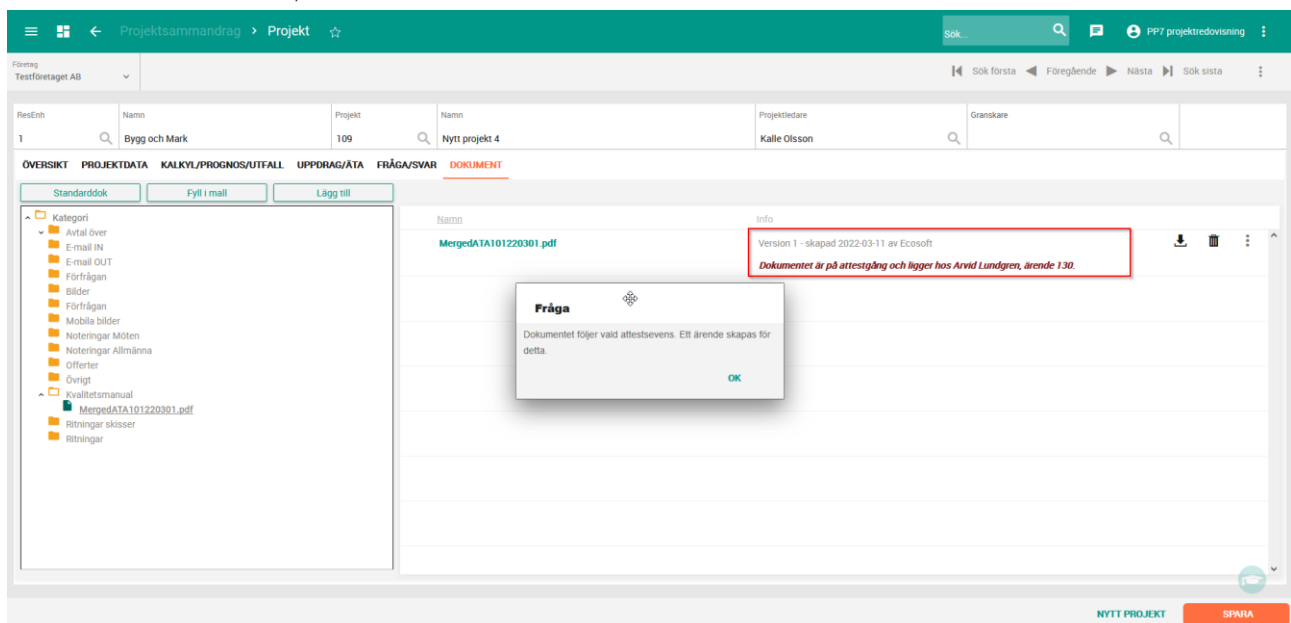 Projektsammandrag > Projekt
Sök...
PP7 projektredovisning
Företag
Testföretaget AB
Sök första
Föregående
Nästa
Sök sista
ResEnh
Namn
Projekt
Namn
Projektledare
Granskare
1
Bygg och Mark
109
Nytt projekt 4
Kalle Olsson
ÖVERSIKT PROJEKTDATA KALKYL/PROGNOS/UTFALL UPPDRAG/ÄTA FRÅGA/SVAR DOKUMENT
Standarddok
Fyll i mall
Lägg till
Kategori
Avtal över
E-mail IN
E-mail OUT
Förfrågan
Bilder
Förfrågan
Mobila bilder
Noteringar Möten
Noteringar Allmänna
Offerter
Övrigt
Kvalitetsmanual
MergedATA101220301.pdf
Ritningar skisser
Ritningar
Namn
Info
MergedATA101220301.pdf
Version 1 - skapad 2022-03-11 av Ecosoft
Dokumentet är på attestgång och ligger hos Arvid Lundgren, ärende 130.
Fråga
Dokumentet följer vald attestsevens. Ett ärende skapas för
detta.
OK
NYTT PROJEKT
SPARA